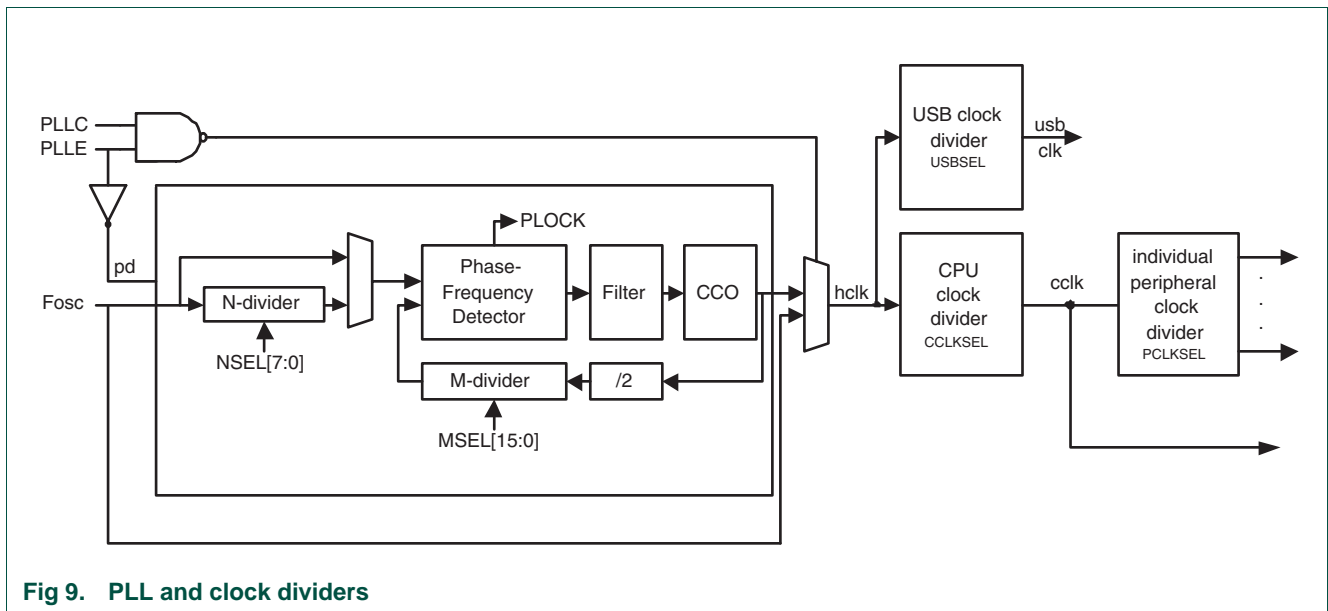 PLLC
PLLE
pd
Fosc
N-divider
NSEL[7:0]
PLOCK
Phase-
Frequency
Detector
Filter
CCO
M-divider
/2
MSEL[15:0]
hclk
USB clock
divider
USBSEL
usb
clk
CPU
clock
divider
CCLKSEL
cclk
individual
peripheral
clock
divider
PCLKSEL
Fig 9. PLL and clock dividers